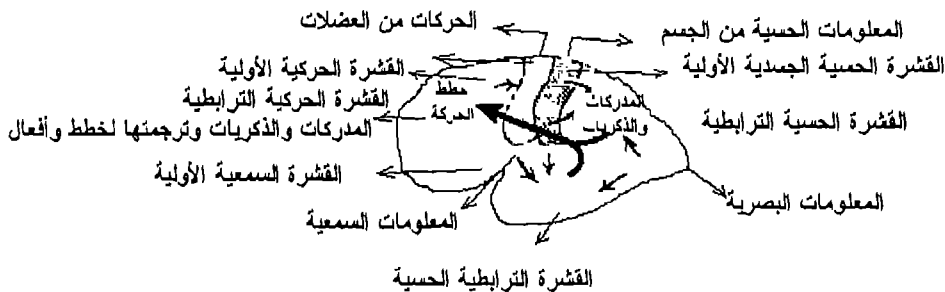 الحركات من العضلات
المعلومات الحسية من الجسم
القشرة الحركية الأولية
القشرة الحسية الجسدية الأولية
خطط
الحركة
المدركات
والذكريات
القشرة الحركية الترابطية
القشرة الحسية الترابطية
المدركات والذكريات وترجمتها لخطط وأفعال
القشرة السمعية الأولية
المعلومات البصرية
المعلومات السمعية
القشرة الترابطية الحسية